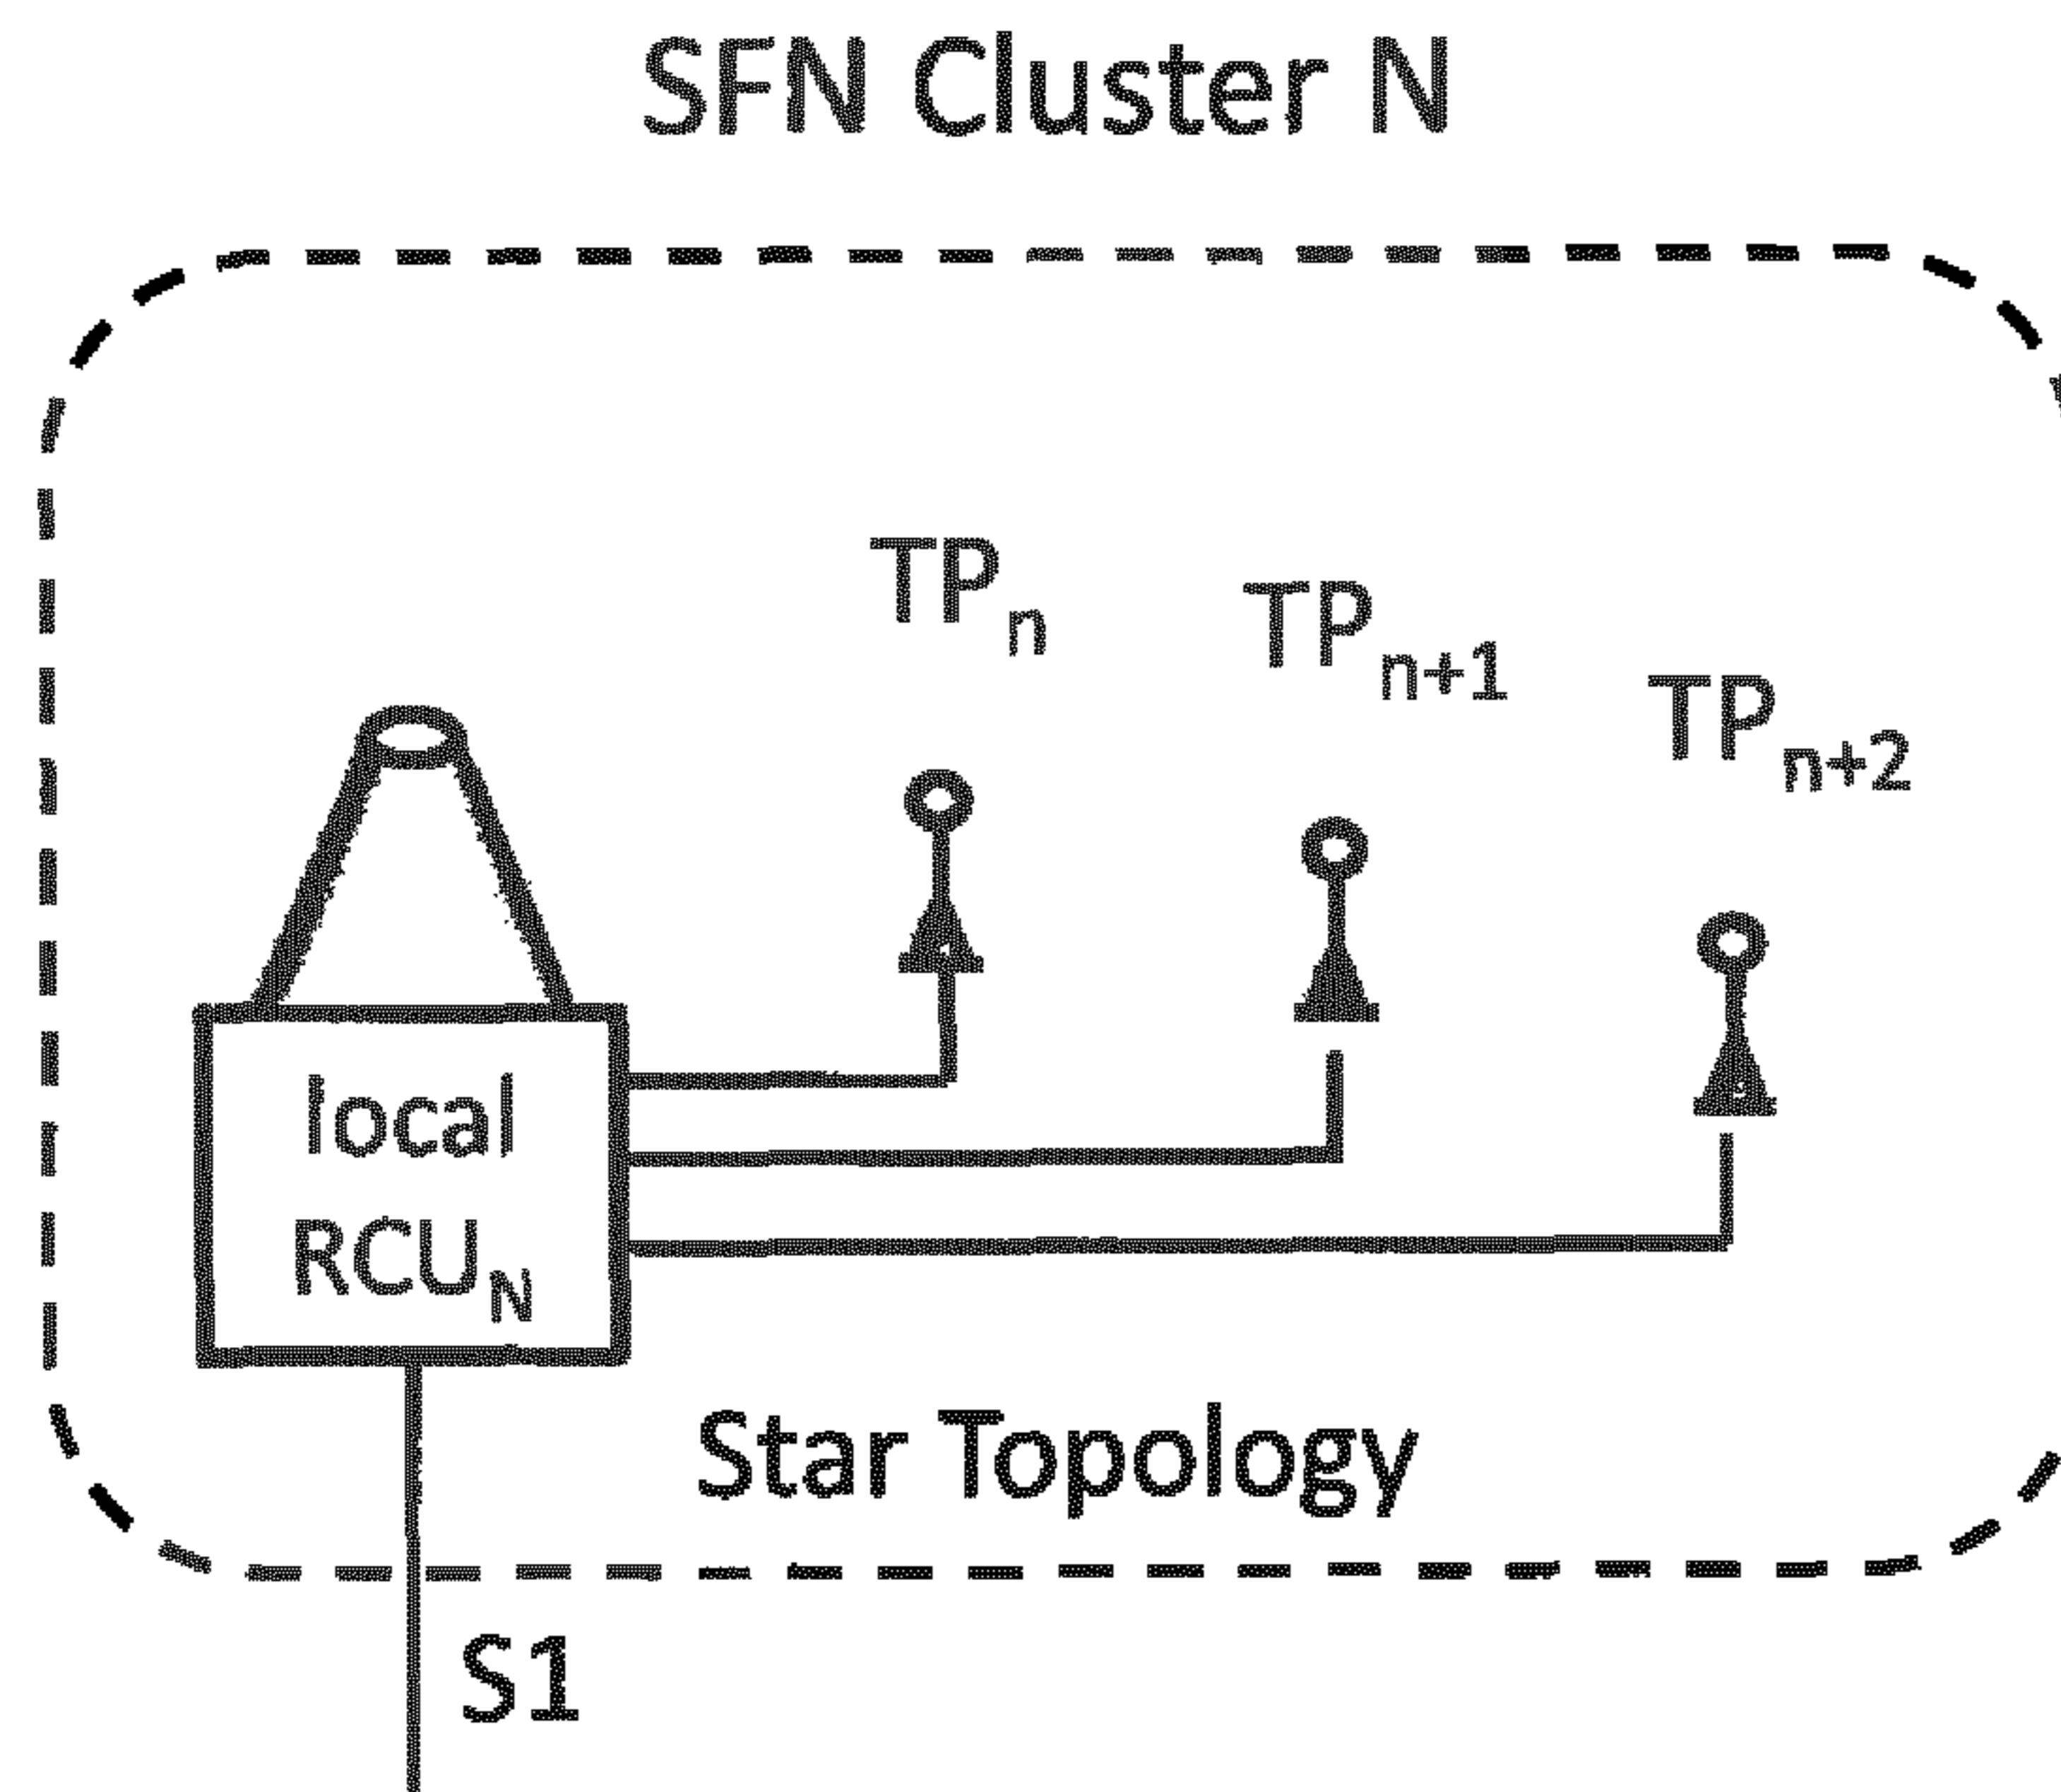 SFN Cluster N
TPn
TPn+1
TPn+2
local
RCUN
Star Topology
S1